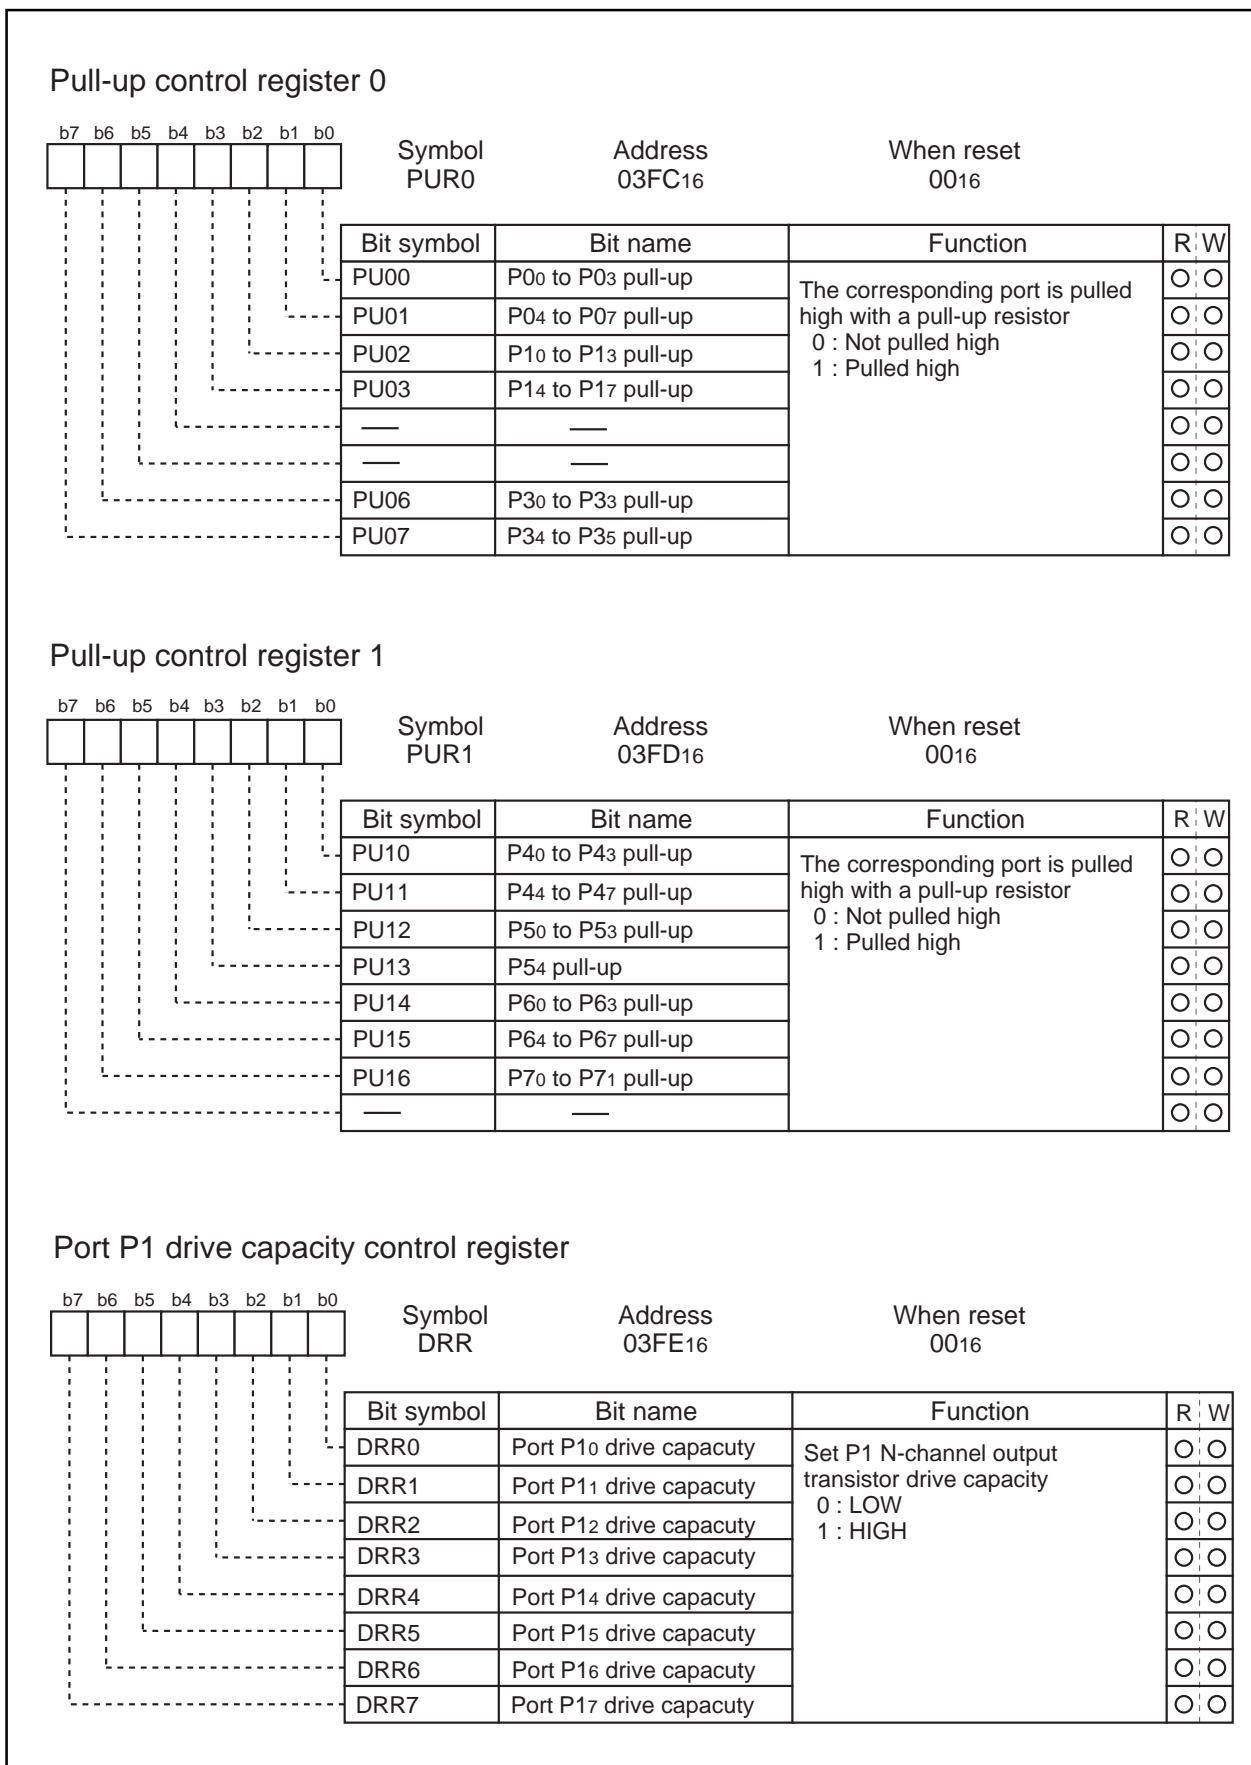 Pull-up control register 0
b7 b6 b5 b4 b3 b2 b1 b0
Symbol Address When reset
PUR0 03FC16 0016
Bit symbol Bit name Function R W
PU00 P00 to P03 pull-up
The corresponding port is pulled
PU01 P04 to P07 pull-up
high with a pull-up resistor
0 : Not pulled high
PU02 P10 to P13 pull-up
1 : Pulled high
PU03 P14 to P17 pull-up
— —
— —
PU06 P30 to P33 pull-up
PU07 P34 to P35 pull-up
Pull-up control register 1
b7 b6 b5 b4 b3 b2 b1 b0
Symbol Address When reset
PUR1 03FD16 0016
Bit symbol Bit name Function R W
PU10 P40 to P43 pull-up
The corresponding port is pulled
PU11 P44 to P47 pull-up
high with a pull-up resistor
0 : Not pulled high
PU12 P50 to P53 pull-up
1 : Pulled high
PU13 P54 pull-up
PU14 P60 to P63 pull-up
PU15 P64 to P67 pull-up
PU16 P70 to P71 pull-up
— —
Port P1 drive capacity control register
b7 b6 b5 b4 b3 b2 b1 b0
Symbol Address When reset
DRR 03FE16 0016
Bit symbol Bit name Function R W
DRR0 Port P10 drive capacuty
Set P1 N-channel output
DRR1 Port P11 drive capacuty
transistor drive capacity
0 : LOW
DRR2 Port P12 drive capacuty
1 : HIGH
DRR3 Port P13 drive capacuty
DRR4 Port P14 drive capacuty
DRR5 Port P15 drive capacuty
DRR6 Port P16 drive capacuty
DRR7 Port P17 drive capacuty